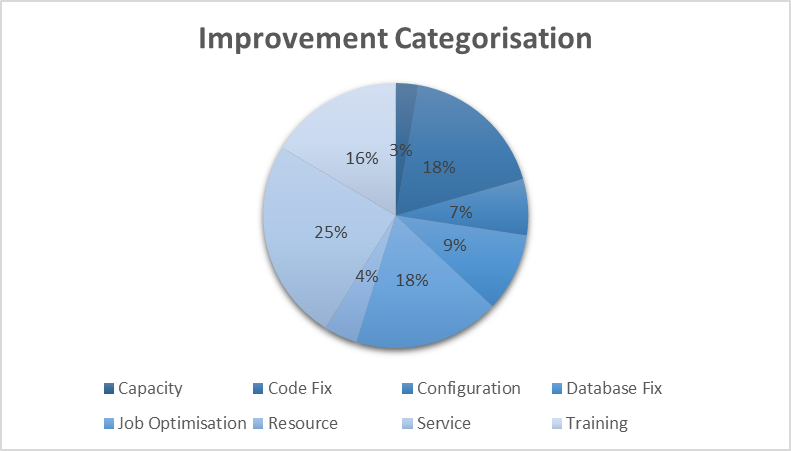 Improvement Categorisation
3%
16%
18%
7%
25%
9%
4%
18%
Capacity Code Fix Configuration Database Fix
Job Optimisation Resource Service Training